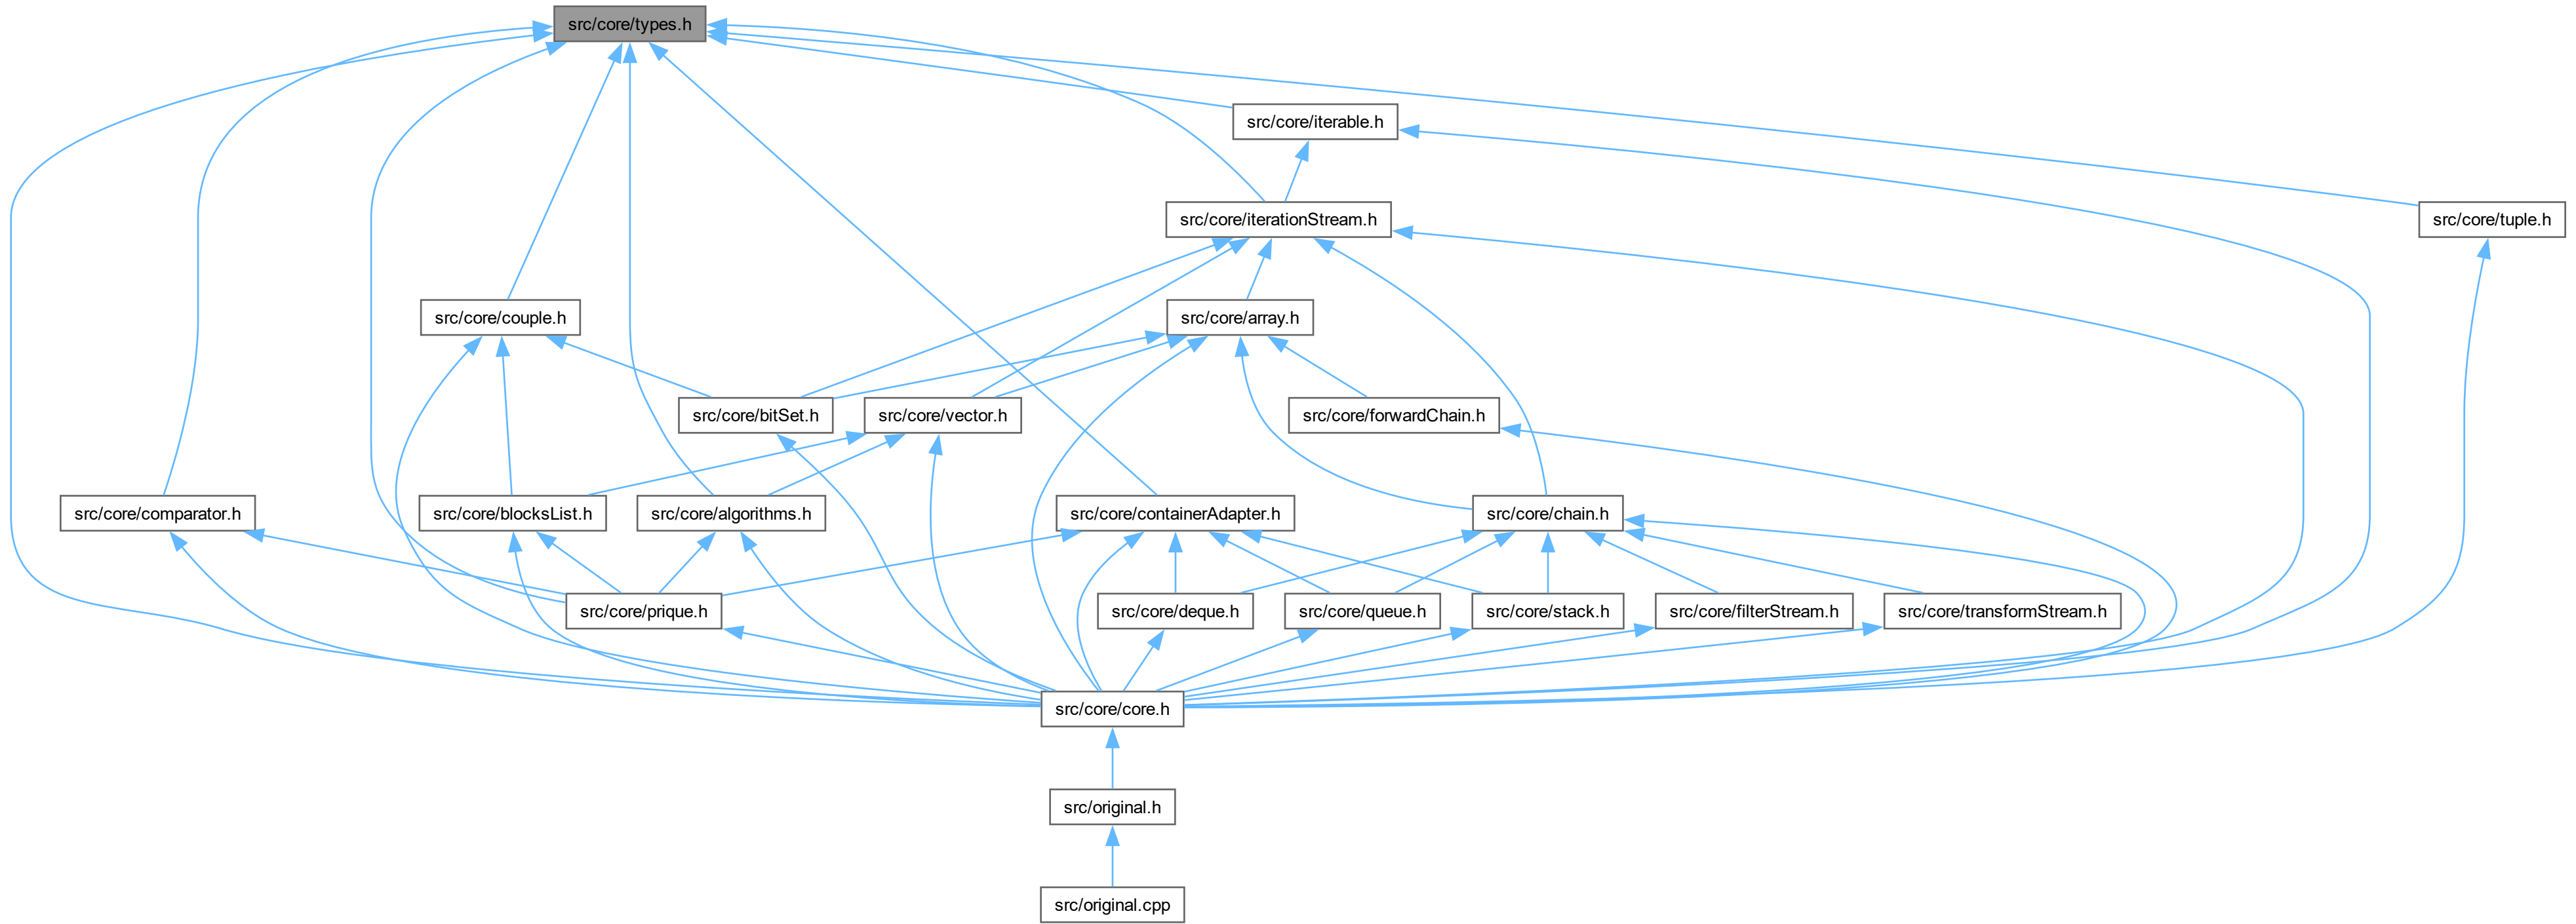 src/core/types.h
src/core/iterable.h
src/core/iterationStream.h
src/core/tuple.h
src/core/couple.h
src/core/array.h
src/core/bitSet.h
src/core/vector.h
src/core/forwardChain.h
src/core/comparator.h
src/core/blocksList.h
src/core/algorithms.h
src/core/containerAdapter.h
src/core/chain.h
src/core/prique.h
src/core/deque.h
src/core/queue.h
src/core/stack.h
src/core/filterStream.h
src/core/transformStream.h
src/core/core.h
src/original.h
src/original.cpp